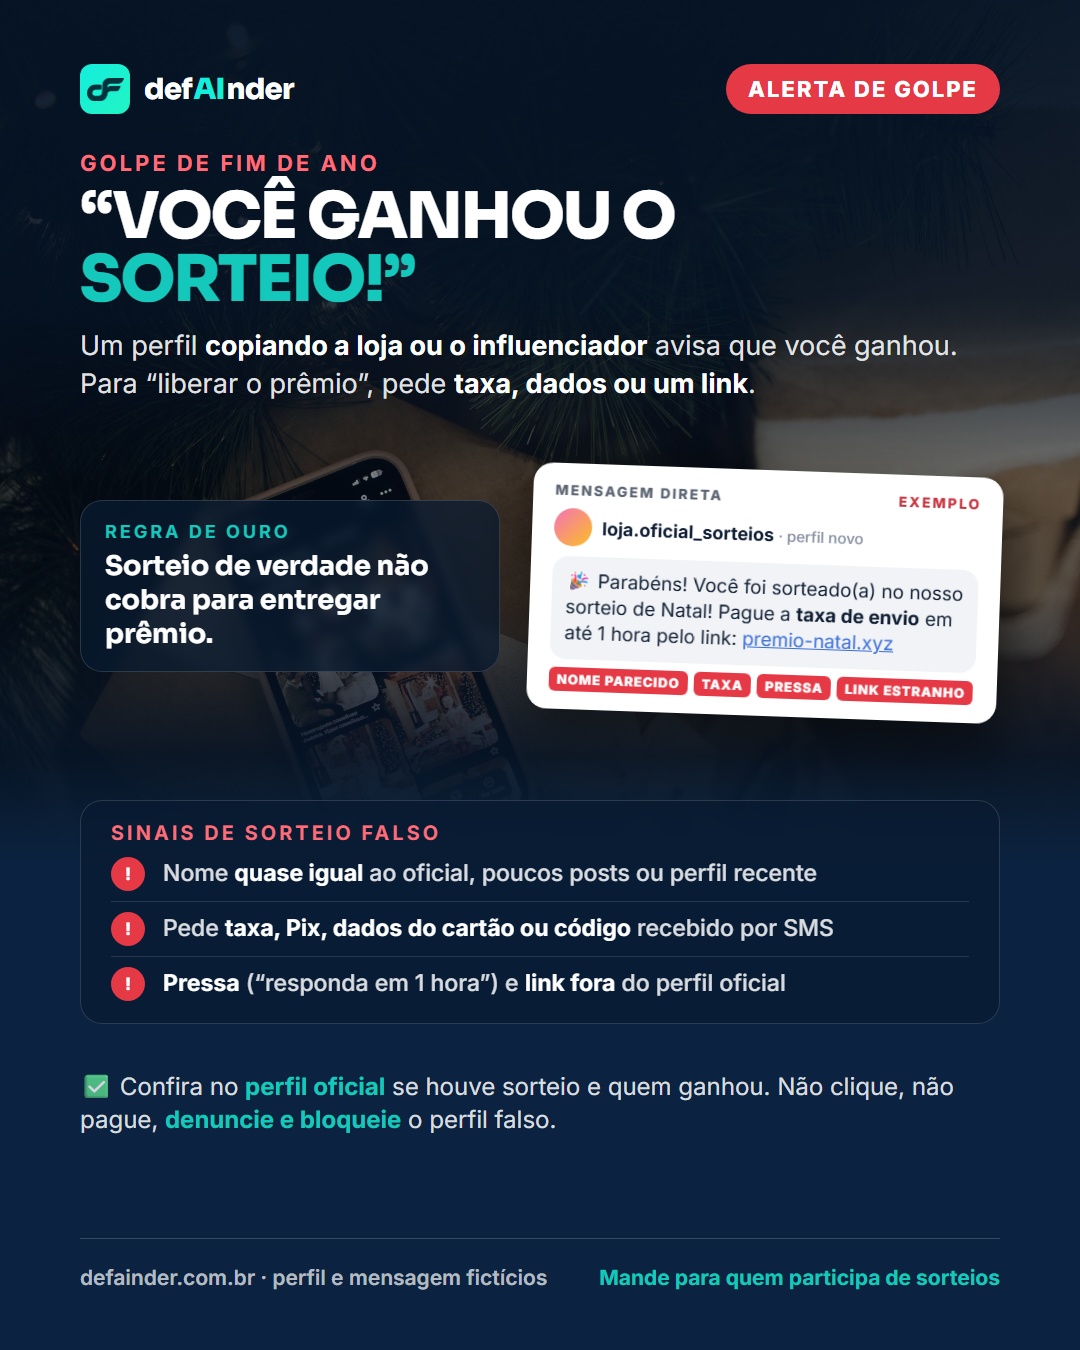 defAInder
ALERTA DE GOLPE
GOLPE DE FIM DE ANO
“VOCÊ GANHOU O
SORTEIO!”
Um perfil copiando a loja ou o influenciador avisa que você ganhou.
Para “liberar o prêmio”, pede taxa, dados ou um link.
REGRA DE OURO
Sorteio de verdade não
cobra para entregar
prêmio.
MENSAGEM DIRETA
EXEMPLO
loja.oficial_sorteios · perfil novo
🎉 Parabéns! Você foi sorteado(a) no nosso
sorteio de Natal! Pague a taxa de envio em
até 1 hora pelo link: premio-natal.xyz
NOME PARECIDO TAXA PRESSA LINK ESTRANHO
SINAIS DE SORTEIO FALSO
! Nome quase igual ao oficial, poucos posts ou perfil recente
! Pede taxa, Pix, dados do cartão ou código recebido por SMS
! Pressa (“responda em 1 hora”) e link fora do perfil oficial
✅ Confira no perfil oficial se houve sorteio e quem ganhou. Não clique, não
pague, denuncie e bloqueie o perfil falso.
defainder.com.br · perfil e mensagem fictícios
Mande para quem participa de sorteios